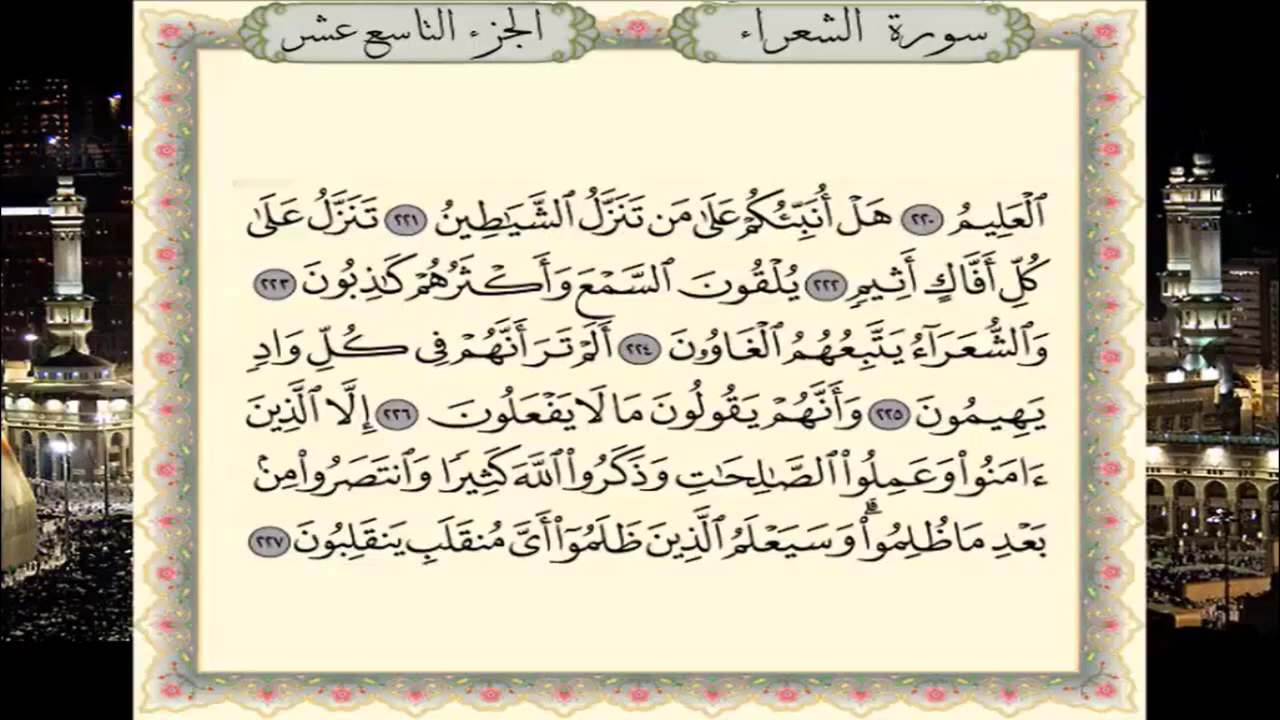 سورة الشعراء
الجزء التاسع عشر
ٱلْعَلِيمُ ٢٢٠ هَلْ أُنَبِّئُكُمْ عَلَىٰ مَن تَنَزَّلُ ٱلشَّيَـٰطِينُ ٢٢١ تَنَزَّلُ عَلَىٰ
كُلِّ أَفَّاكٍ أَثِيمٍ ٢٢٢ يُلْقُونَ ٱلسَّمْعَ وَأَكْثَرُهُمْ كَـٰذِبُونَ ٢٢٣
وَٱلشُّعَرَآءُ يَتَّبِعُهُمُ ٱلْغَاوُۥنَ ٢٢٤ أَلَمْ تَرَ أَنَّهُمْ فِى كُلِّ وَادٍ
يَهِيمُونَ ٢٢٥ وَأَنَّهُمْ يَقُولُونَ مَا لَا يَفْعَلُونَ ٢٢٦ إِلَّا ٱلَّذِينَ
ءَامَنُوا۟ وَعَمِلُوا۟ ٱلصَّـٰلِحَـٰتِ وَذَكَرُوا۟ ٱللَّهَ كَثِيرًا وَٱنتَصَرُوا۟ مِنۢ
بَعْدِ مَا ظُلِمُوا۟ ۗ وَسَيَعْلَمُ ٱلَّذِينَ ظَلَمُوٓا۟ أَىَّ مُنقَلَبٍ يَنقَلِبُونَ ٢٢٧